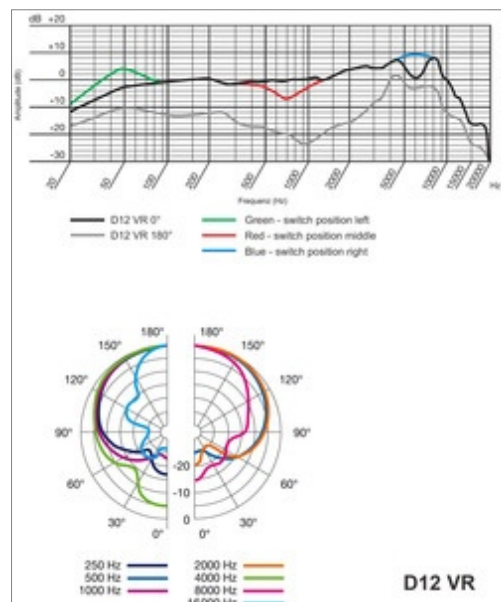 dB +20
+10
0
-10
-20
-30
Amplitude (dB)
20 50 100 200 500 1000 2000 5000 10000 15000 20000 Hz
Frequenz (Hz)
D12 VR 0° Green - switch position left
D12 VR 180° Red - switch position middle
Blue - switch position right
180° 180°
150° 150°
120° 120°
90° 90°
60° 60°
30° 30°
0° 0°
-20
-10
0
250 Hz 2000 Hz
500 Hz 4000 Hz
1000 Hz 8000 Hz
16000 Hz
D12 VR